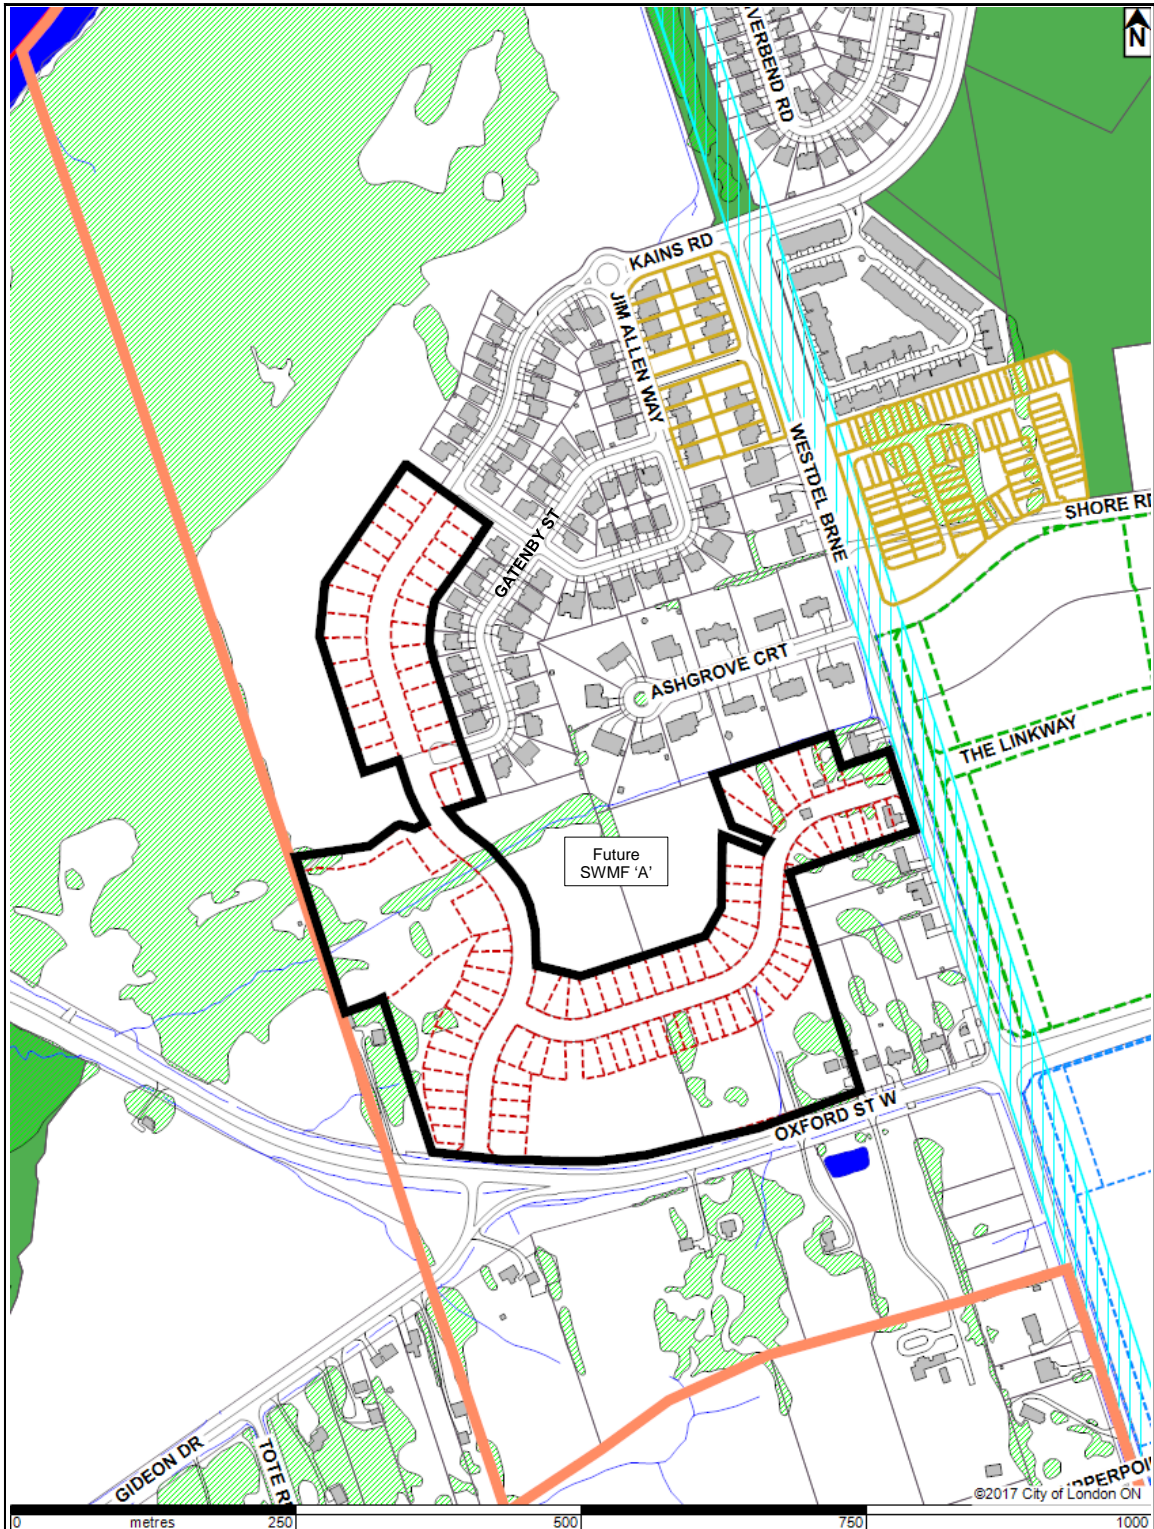 N
VERBEND RD
KAINS RD
JIM ALLEN WAY
WESTDEL BRNE
SHORE RD
GATENBY ST
ASHGROVE CRT
THE LINKWAY
Future
SWMF 'A'
OXFORD ST W
GIDEON DR
TOTE R
PPERPOI
©2017 City of London ON
0 metres 250 500 750 1000